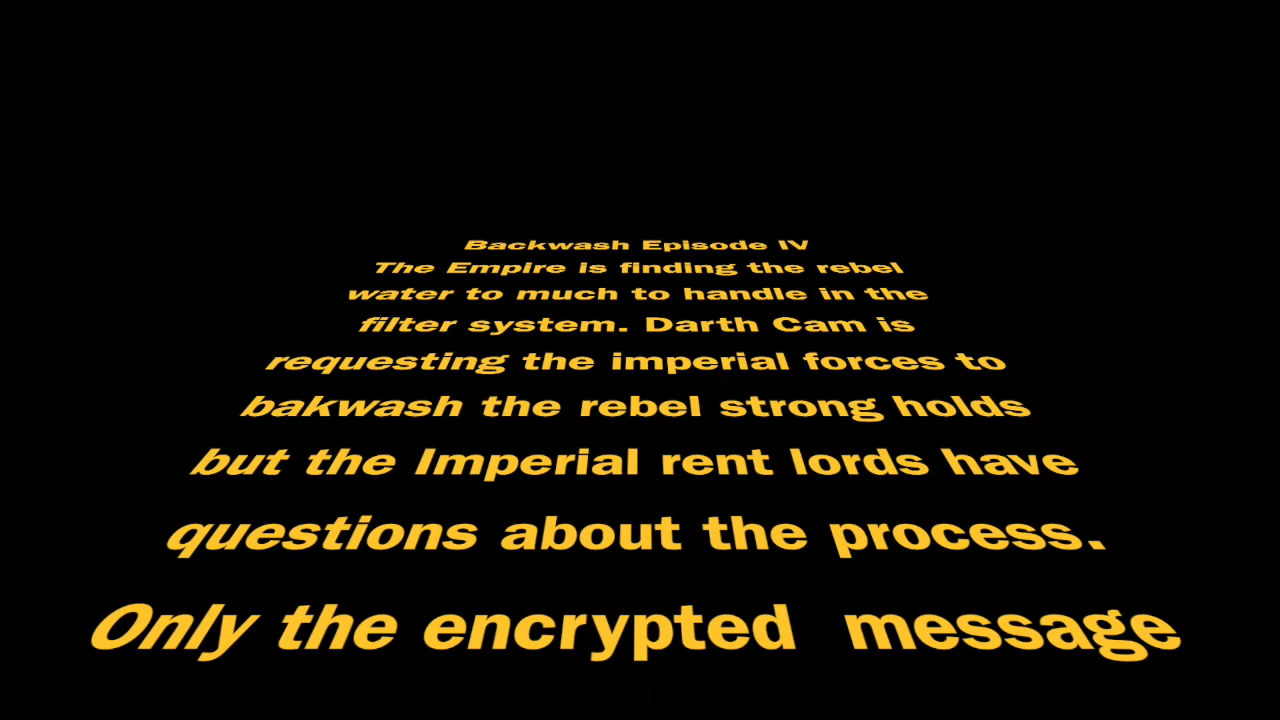 Backwash Episode IV
The Empire is finding the rebel
water to much to handle in the
filter system. Darth Cam is
requesting the imperial forces to
bakwash the rebel strong holds
but the Imperial rent lords have
questions about the process.
Only the encrypted  message